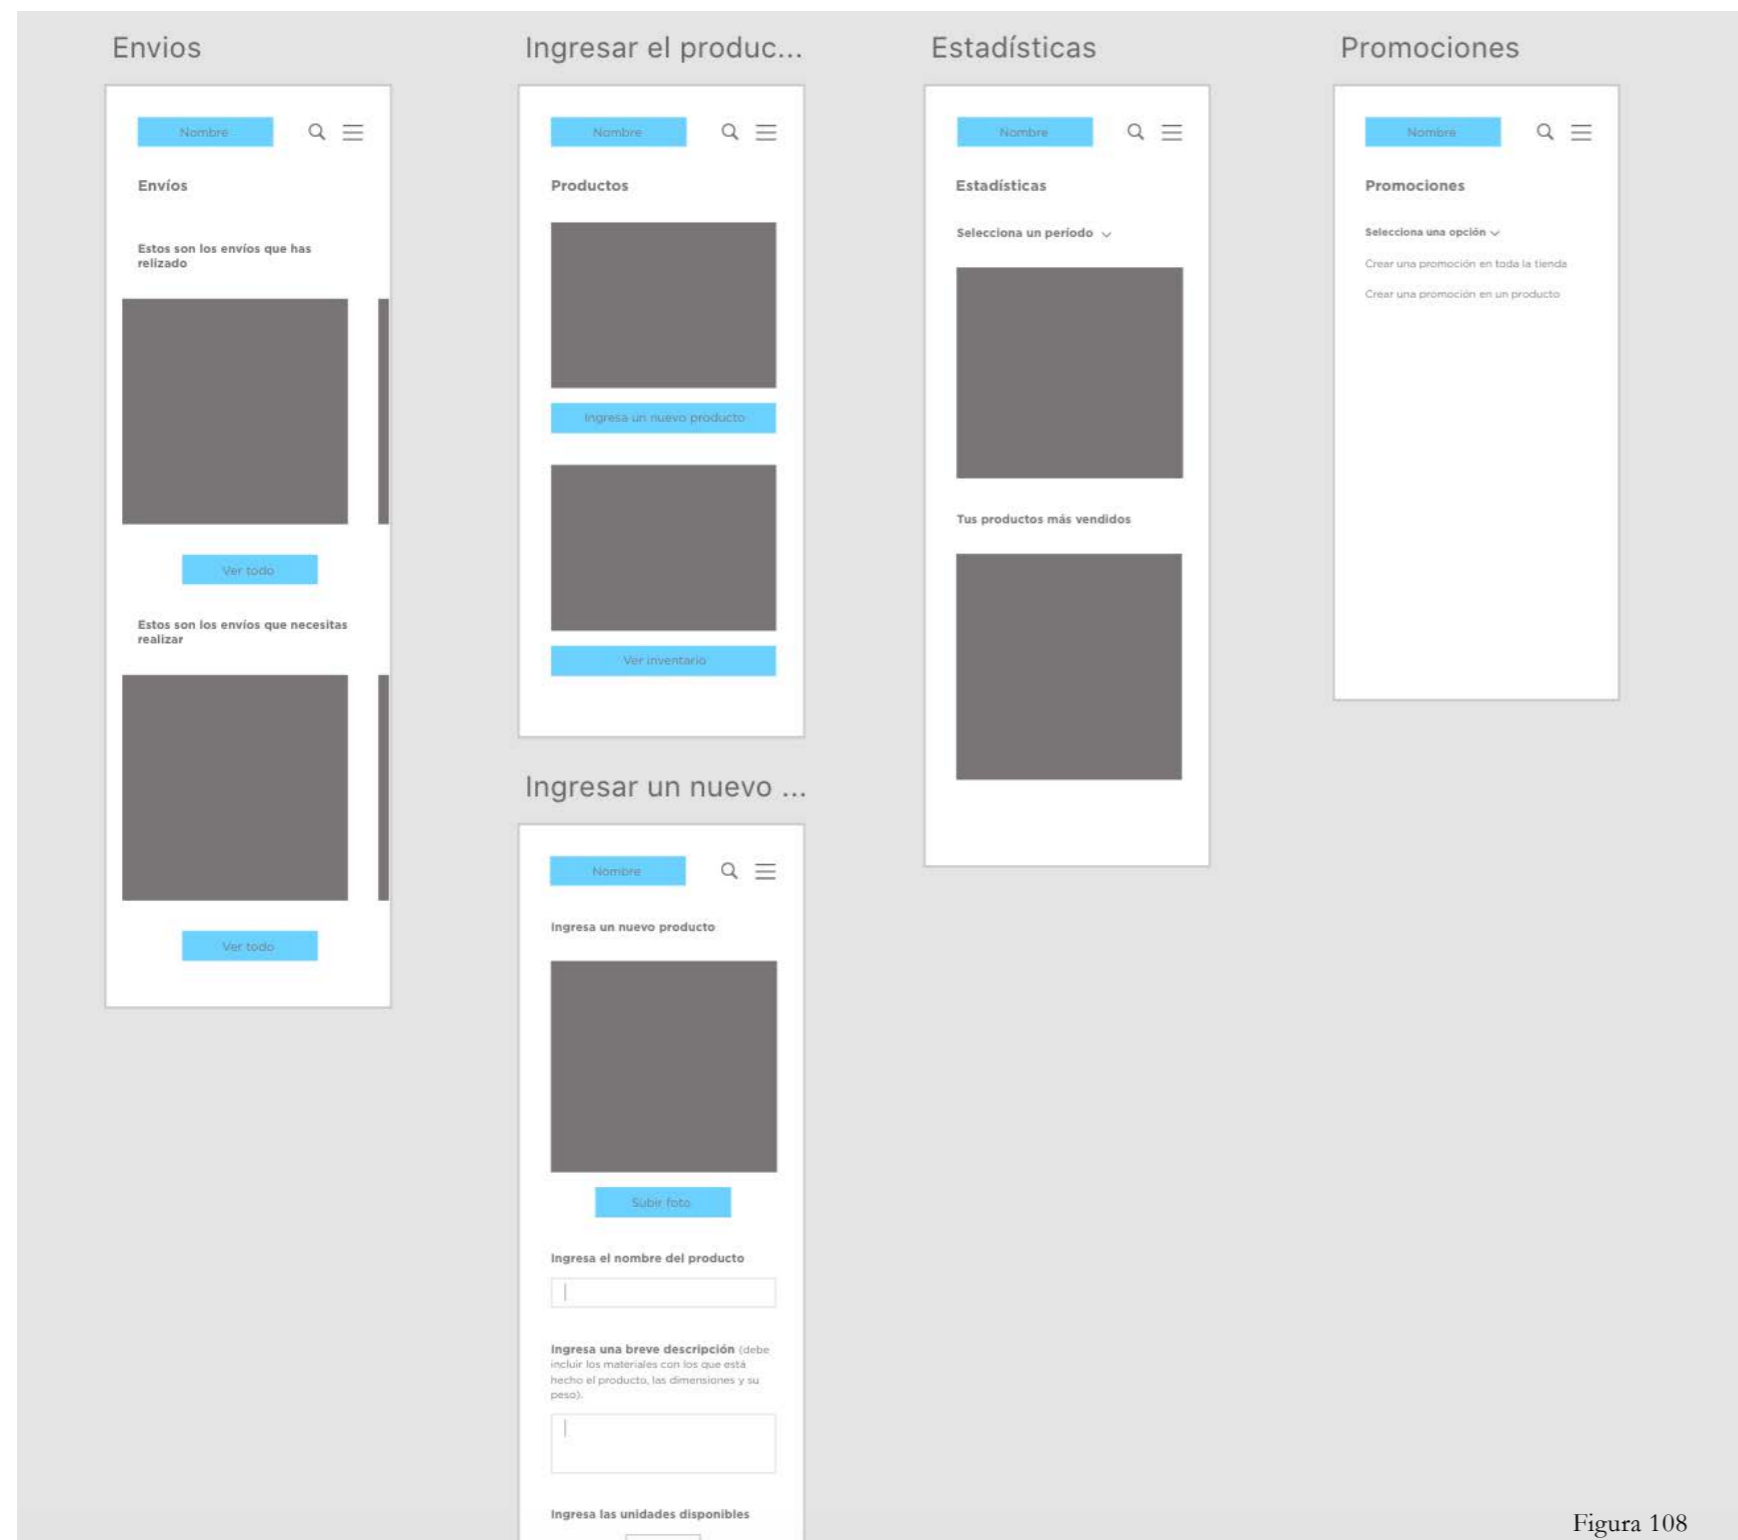 Envios
Nombre
Envíos
Estos son los envíos que has
relizado
Ver todo
Estos son los envíos que necesitas
realizar
Ver todo
Ingresar el produc...
Nombre
Productos
Ingresa un nuevo producto
Ver inventario
Ingresar un nuevo ...
Nombre
Ingresa un nuevo producto
Subir foto
Ingresa el nombre del producto
Ingresa una breve descripción (debe
incluir los materiales con los que está
hecho el producto, las dimensiones y su
peso).
Ingresa las unidades disponibles
Estadísticas
Nombre
Estadísticas
Selecciona un período
Tus productos más vendidos
Promociones
Nombre
Promociones
Selecciona una opción
Crear una promoción en toda la tienda
Crear una promoción en un producto
Figura 108